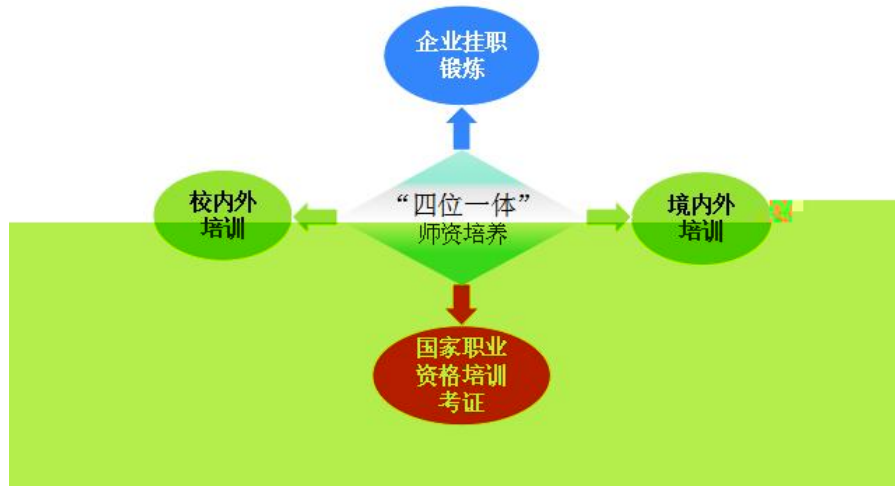 企业挂职
锻炼
校内外
培训
“四位一体”
师资培养
境内外
培训
国家职业
资格培训
考证